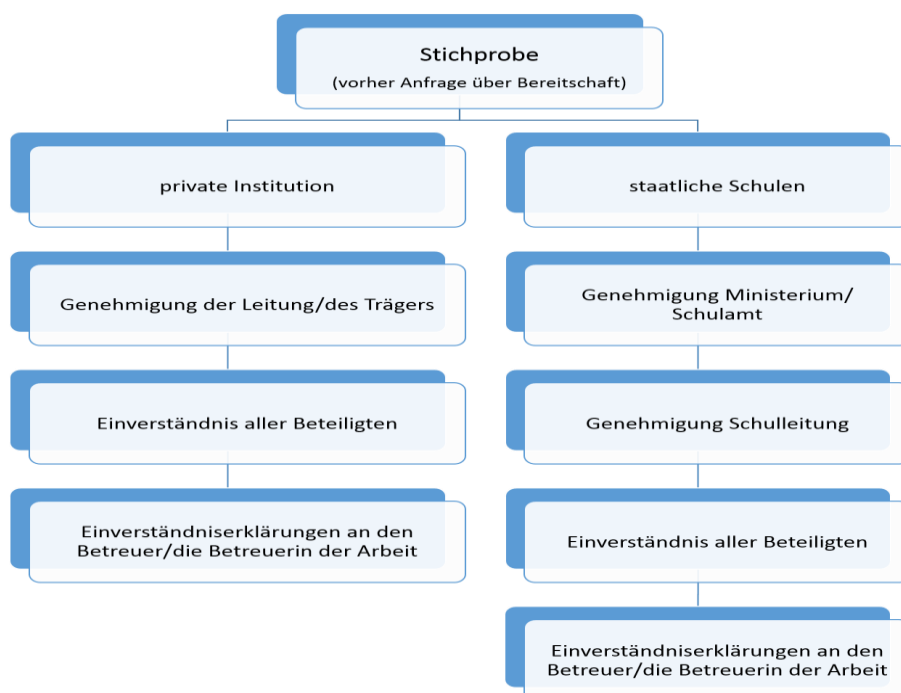 Stichprobe
(vorher Anfrage über Bereitschaft)
private Institution
Genehmigung der Leitung/des Trägers
Einverständnis aller Beteiligten
Einverständniserklärungen an den
Betreuer/die Betreuerin der Arbeit
staatliche Schulen
Genehmigung Ministerium/
Schulamt
Genehmigung Schulleitung
Einverständnis aller Beteiligten
Einverständniserklärungen an den
Betreuer/die Betreuerin der Arbeit